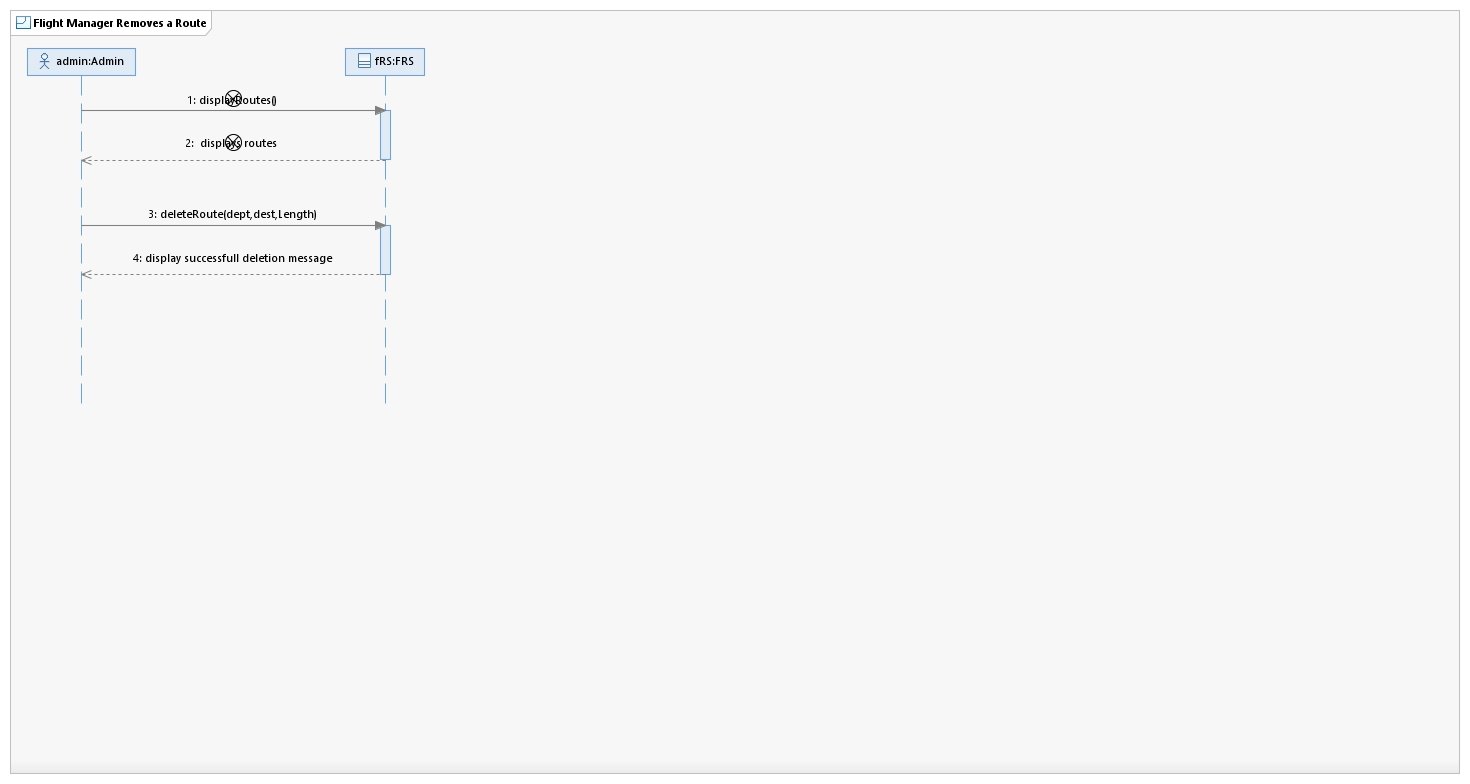 Flight Manager Removes a Route
admin:Admin
fRS:FRS
1: displayRoutes()
2: displays routes
3: deleteRoute(dept,dest,Length)
4: display successfull deletion message